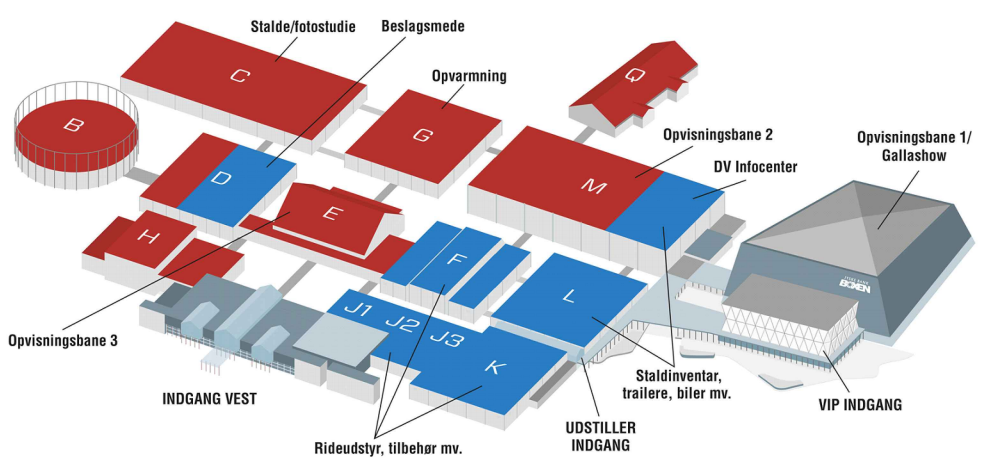 Stalde/fotostudie
Beslagsmede
Opvarmning
C
Q
B
G
Opvisningsbane 2
Opvisningsbane 1/
Gallashow
DV Infocenter
D
M
E
H
F
L
BOXEN
J1
J2
J3
K
Opvisningsbane 3
INDGANG VEST
Rideudstyr, tilbehør mv.
UDSTILLER
INDGANG
Staldinventar,
trailere, biler mv.
VIP INDGANG